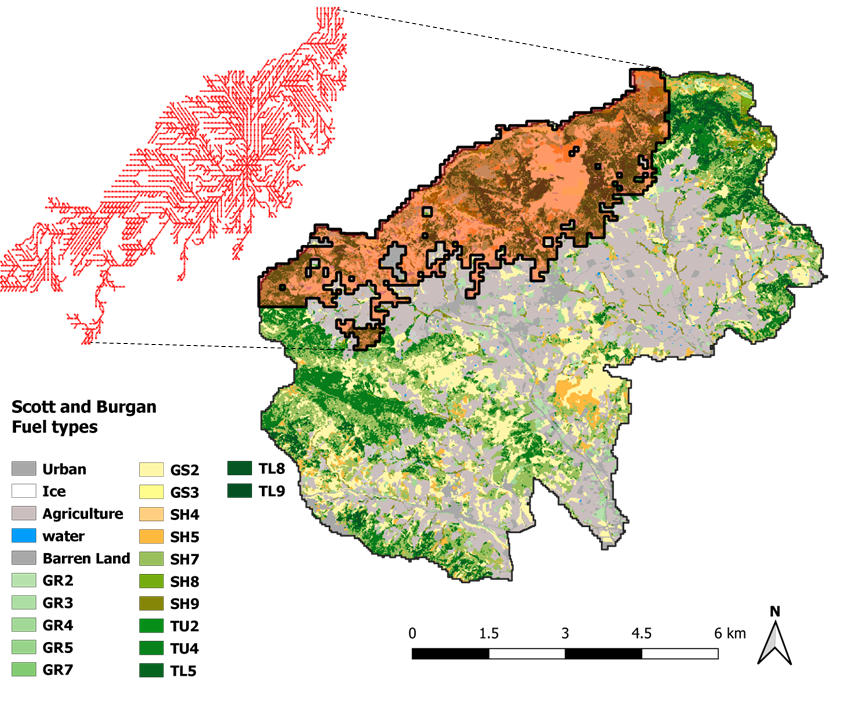 Scott and Burgan
Fuel types
Urban
Ice
Agriculture
water
Barren Land
GR2
GR3
GR4
GR5
GR7
GS2
GS3
SH4
SH5
SH7
SH8
SH9
TU2
TU4
TL5
TL8
TL9
0 1.5 3 4.5 6 km
N